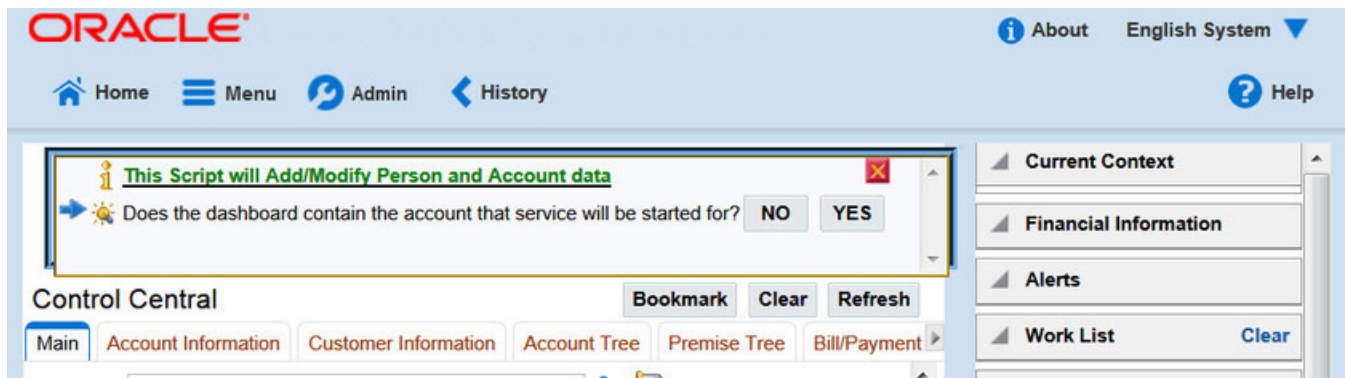 ORACLE
About English System
Home Menu Admin History Help
This Script will Add/Modify Person and Account data
Does the dashboard contain the account that service will be started for? NO YES
Control Central Bookmark Clear Refresh
Main Account Information Customer Information Account Tree Premise Tree Bill/Payment
Current Context
Financial Information
Alerts
Work List Clear